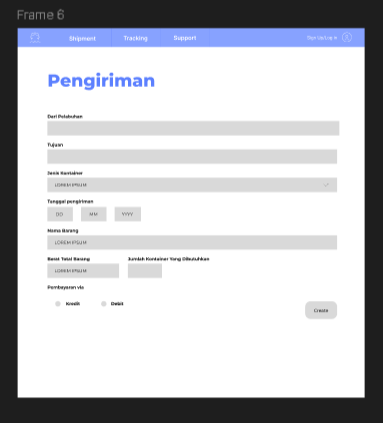 Frame 6
Shipment Tracking Support
Pengiriman
Dari Pelabuhan
Tujuan
Jenis Kontainer
LOREM IPSUM
Tanggal pengiriman
DD MM YYYY
Nama Barang
LOREM IPSUM
Berat Total Barang Jumlah Kontainer Yang Dibutuhkan
LOREM IPSUM
Pembayaran via
Kredit Debit
Create